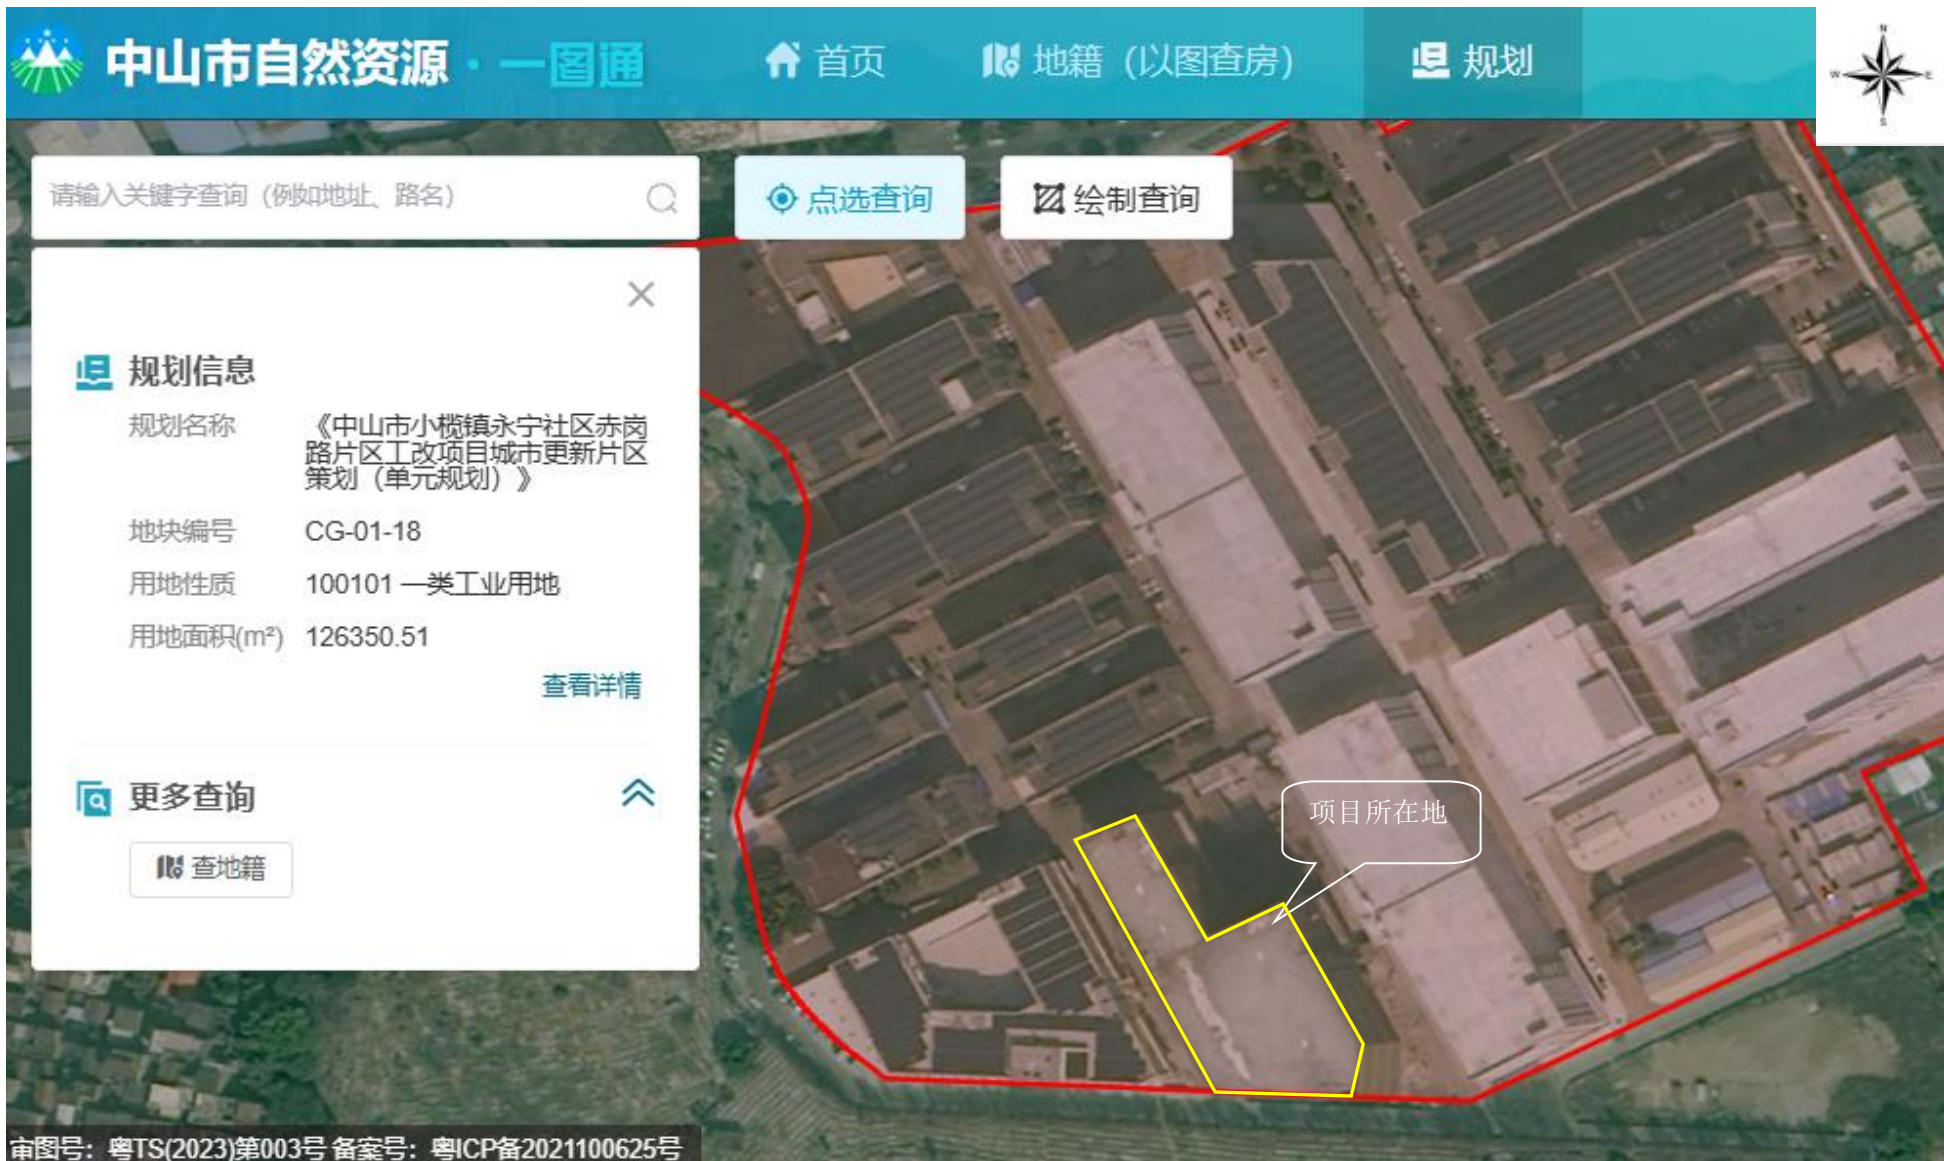 中山市自然资源·一图通
首页
地籍（以图查房）
规划
N
W
E
S
请输入关键字查询（例如地址、路名）
点选查询
绘制查询
规划信息
规划名称
《中山市小榄镇永宁社区赤岗
路片区工改项目城市更新片区
策划（单元规划）》
地块编号 CG-01-18
用地性质 100101 一类工业用地
用地面积(m²) 126350.51
查看详情
更多查询
查地籍
项目所在地
审图号：粤TS(2023)第003号 备案号：粤ICP备2021100625号